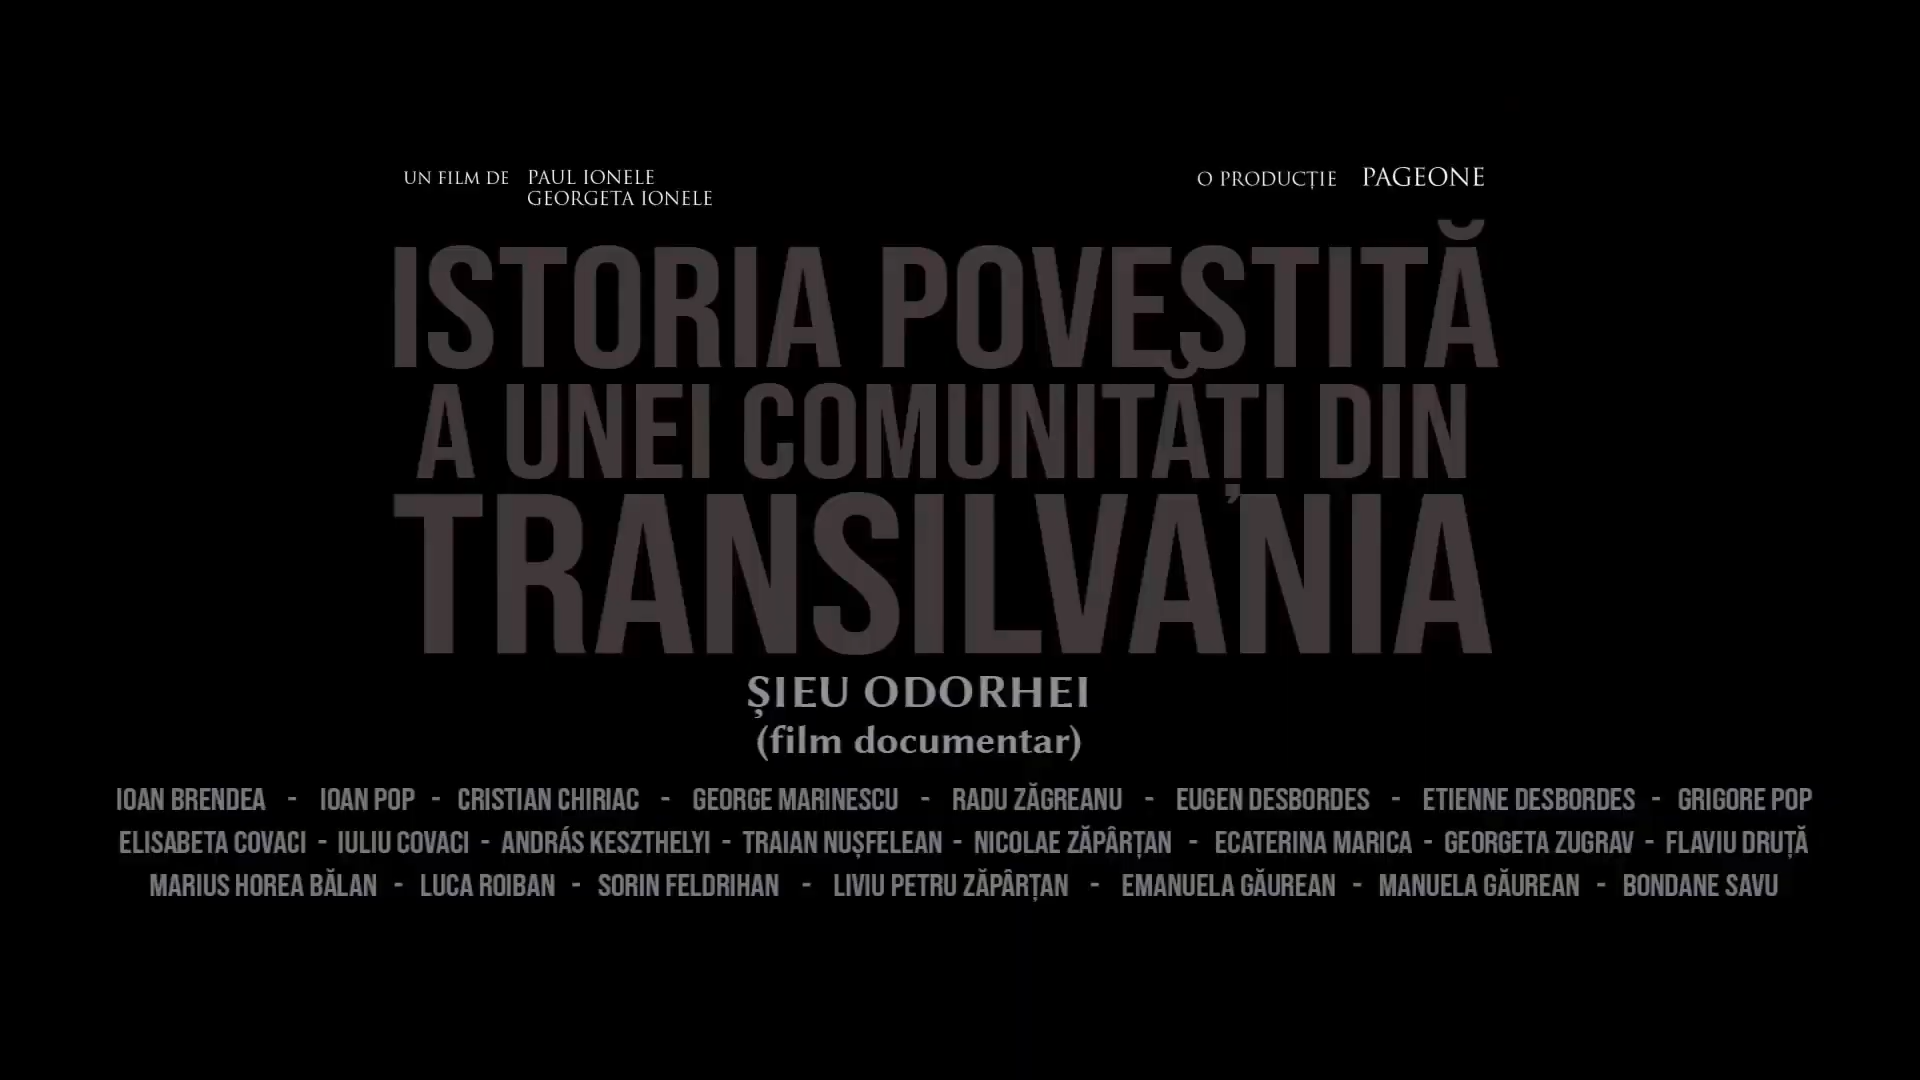 UN FILM DE PAUL IONELE
GEORGETA IONELE
O PRODUCȚIE PAGEONE
ISTORIA POVESTITĂ
A UNEI COMUNITĂȚI DIN
TRANSILVANIA
ȘIEU ODORHEI
(film documentar)
IOAN BRENDEA - IOAN POP - CRISTIAN CHIRIAC - GEORGE MARINESCU - RADU ZĂGREANU - EUGEN DESBORDES - ETIENNE DESBORDES - GRIGORE POP
ELISABETA COVACI - IULIU COVACI - ANDRÁS KESZTHELYI - TRAIAN NUȘFELEAN - NICOLAE ZĂPÂRȚAN - ECATERINA MARICA - GEORGETA ZUGRAV - FLAVIU DRUȚĂ
MARIUS HOREA BĂLAN - LUCA ROIBAN - SORIN FELDRIHAN - LIVIU PETRU ZĂPÂRȚAN - EMANUELA GĂUREAN - MANUELA GĂUREAN - BONDANE SAVU